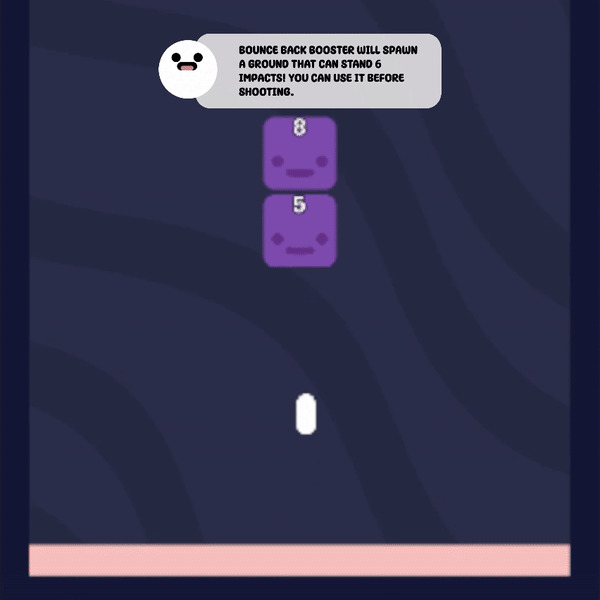 BOUNCE BACK BOOSTER WILL SPAWN
A GROUND THAT CAN STAND 6
IMPACTS! YOU CAN USE IT BEFORE
SHOOTING.
8
5